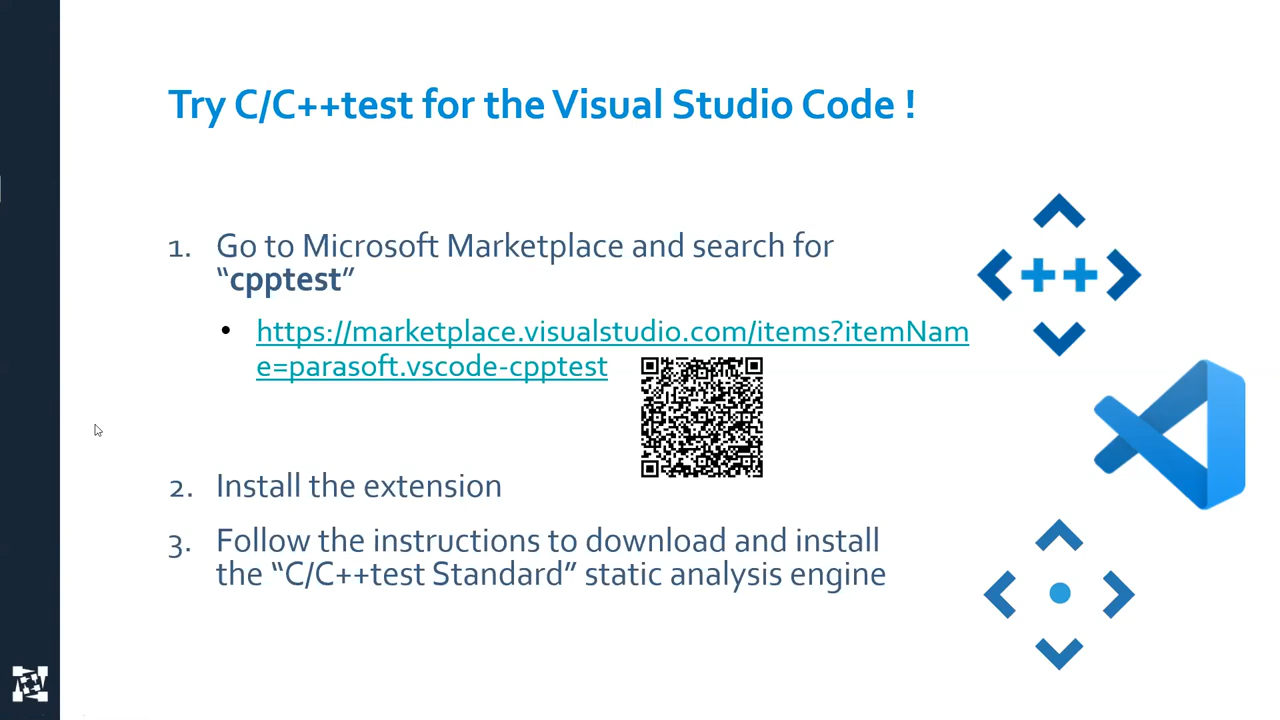 Try C/C++test for the Visual Studio Code !
1. Go to Microsoft Marketplace and search for
“cpptest”
• https://marketplace.visualstudio.com/items?itemNam
e=parasoft.vscode-cpptest
2. Install the extension
3. Follow the instructions to download and install
the “C/C++test Standard” static analysis engine